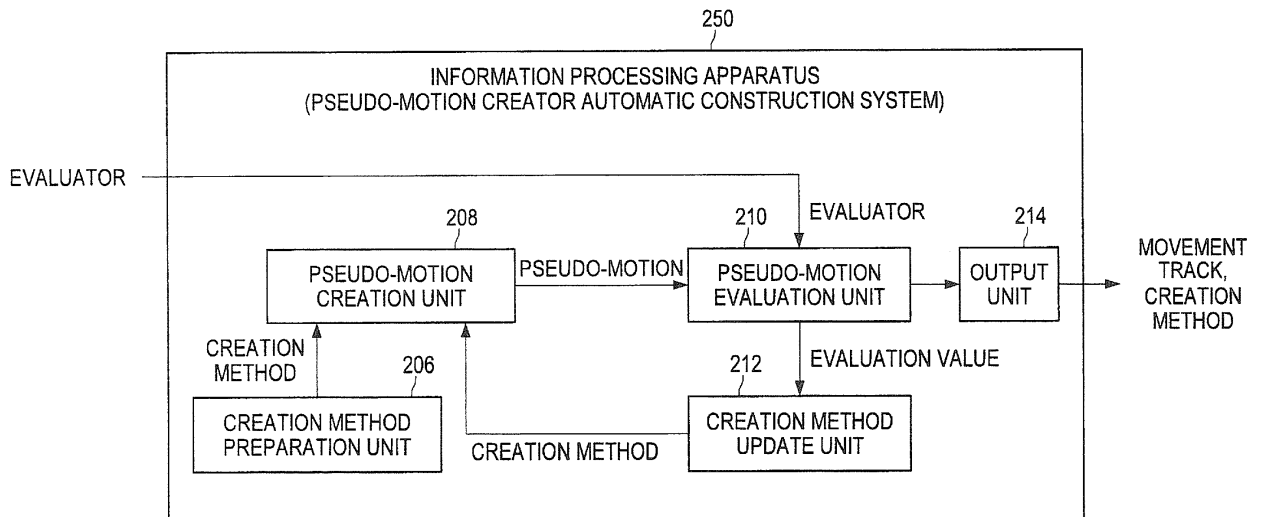 250
INFORMATION PROCESSING APPARATUS
(PSEUDO-MOTION CREATOR AUTOMATIC CONSTRUCTION SYSTEM)
EVALUATOR
EVALUATOR
208
210
214
PSEUDO-MOTION
CREATION UNIT
PSEUDO-MOTION
PSEUDO-MOTION
EVALUATION UNIT
OUTPUT
UNIT
MOVEMENT
TRACK,
CREATION
METHOD
CREATION
METHOD
206
EVALUATION VALUE
212
CREATION METHOD
PREPARATION UNIT
CREATION METHOD
CREATION METHOD
UPDATE UNIT